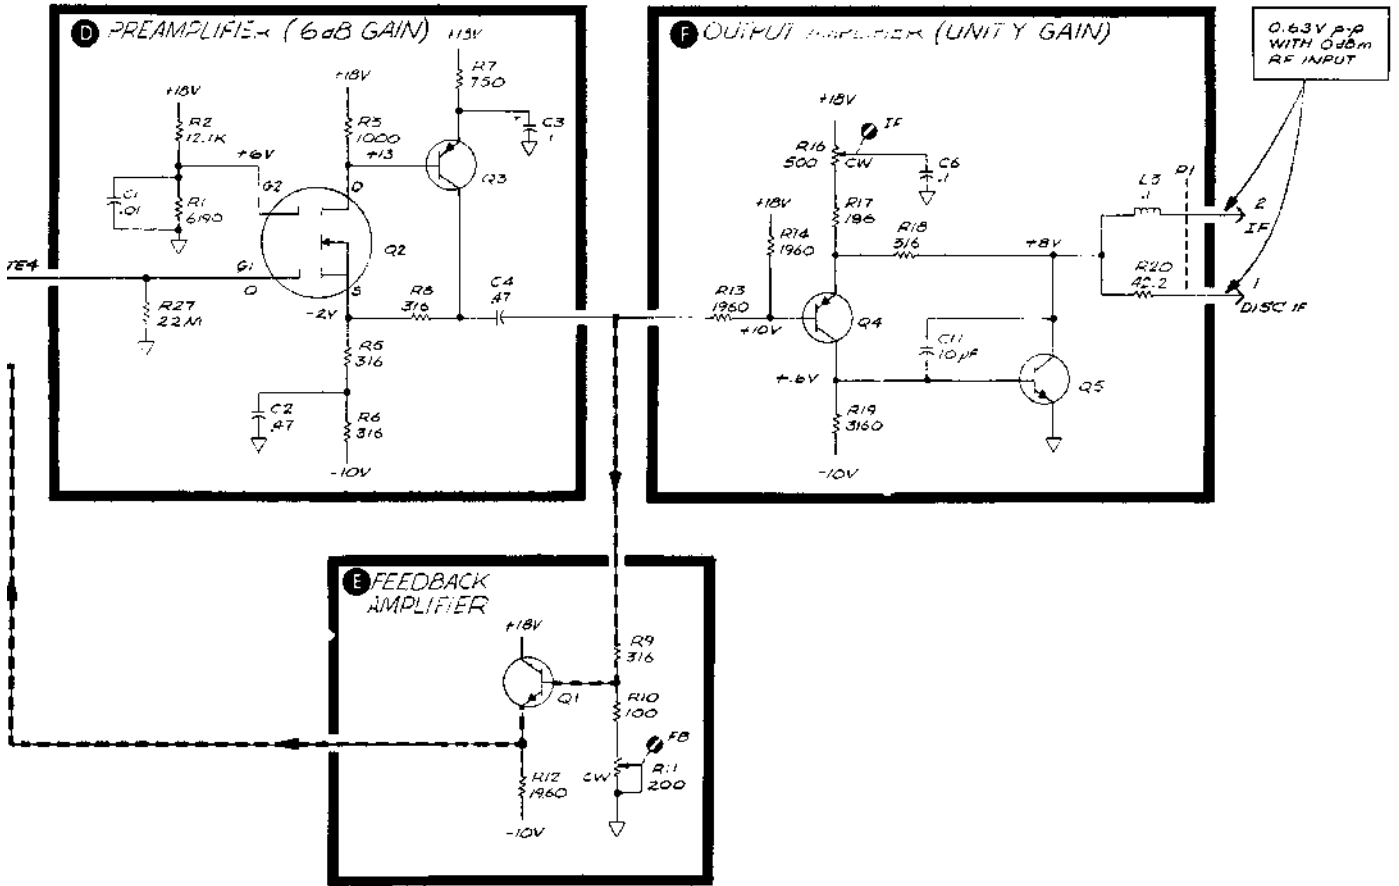 D PREAMPLIFIER (6dB GAIN)
+18V
R7
750
C3
.1
+18V
R2
12.1K
+18V
R3
1000
+6V
+13
Q3
C1
.01
R1
6190
G2
D
Q2
TE4
G1
O
S
R27
22M
-2V
R8
316
C4
.47
R5
316
C2
.47
R6
316
-10V
F OUTPUT AMPLIFIER (UNITY GAIN)
+18V
IF
R16
500
CW
C6
.1
+18V
R17
196
R14
1960
R18
316
+8V
R13
1960
+10V
Q4
C11
10pF
+.6V
Q5
R19
3160
-10V
L3
P1
2
IF
R20
42.2
1
DISC IF
0.63V p-p
WITH 0dBm
RF INPUT
E FEEDBACK
AMPLIFIER
+18V
R9
316
Q1
R10
100
FB
R12
1960
CW
R11
200
-10V